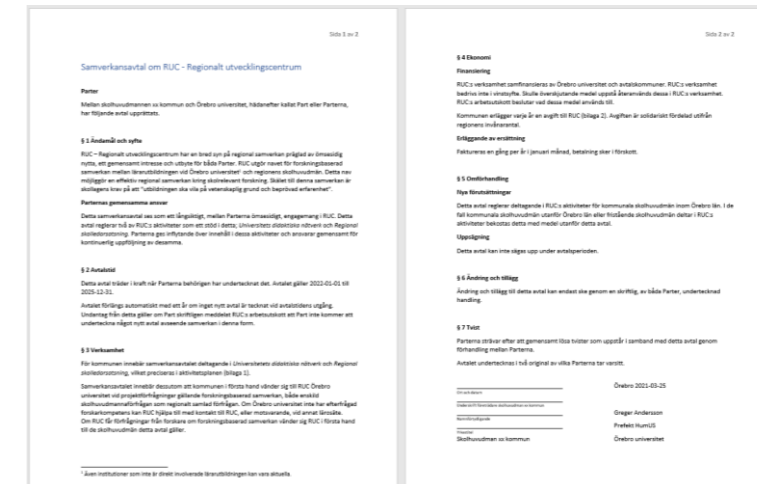 Sida 1 av 2
Samverkansavtal om RUC - Regionalt utvecklingscentrum
Parter
Mellan skolhuvudmannen xx kommun och Örebro universitet, hädanefter kallat Part eller Parterna,
har följande avtal upprättats.
§ 1 Ändamål och syfte
RUC – Regionalt utvecklingscentrum har en bred syn på regional samverkan präglad av ömsesidig
nytta, ett gemensamt intresse och utbyte för båda Parter. RUC utgör navet för forskningsbaserad
samverkan mellan lärarutbildningen vid Örebro universitet¹ och regionens skolhuvudmän. Detta nav
möjliggör en effektiv regional samverkan kring skolrelevant forskning. Skälet till denna samverkan är
skollagens krav på att "utbildningen ska vila på vetenskaplig grund och beprövad erfarenhet".
Parternas gemensamma ansvar
Detta samverkansavtal ses som ett långsiktigt, mellan Parterna ömsesidigt, engagemang i RUC. Detta
avtal reglerar två av RUC:s aktiviteter som ett stöd i detta; Universitets didaktiska nätverk och Regional
skolledarsatsning. Parterna ges inflytande över innehåll i dessa aktiviteter och ansvarar gemensamt för
kontinuerlig uppföljning av desamma.
§ 2 Avtalstid
Detta avtal träder i kraft när Parterna behörigen har undertecknat det. Avtalet gäller 2022-01-01 till
2025-12-31.
Avtalet förlängs automatiskt med ett år om inget nytt avtal är tecknat vid avtalstidens utgång.
Undantag från detta gäller om Part skriftligen meddelat RUC:s arbetsutskott att Part inte kommer att
underteckna något nytt avtal avseende samverkan i denna form.
§ 3 Verksamhet
För kommunen innebär samverkansavtalet deltagande i Universitetets didaktiska nätverk och Regional
skolledarsatsning, vilket preciseras i aktivitetsplanen (bilaga 1).
Samverkansavtalet innebär dessutom att kommunen i första hand vänder sig till RUC Örebro
universitet vid projektförfrågningar gällande forskningsbaserad samverkan, både enskild
skolhuvudmannaförfrågan som regionalt samlad förfrågan. Om Örebro universitet inte har efterfrågad
forskarkompetens kan RUC hjälpa till med kontakt till RUC, eller motsvarande, vid annat lärosäte.
Om RUC får förfrågningar från forskare om forskningsbaserad samverkan vänder sig RUC i första hand
till de skolhuvudmän detta avtal gäller.
¹ Även institutioner som inte är direkt involverade lärarutbildningen kan vara aktuella.
Sida 2 av 2
§ 4 Ekonomi
Finansiering
RUC:s verksamhet samfinansieras av Örebro universitet och avtalskommuner. RUC:s verksamhet
bedrivs inte i vinstsyfte. Skulle överskjutande medel uppstå återanvänds dessa i RUC:s verksamhet.
RUC:s arbetsutskott beslutar vad dessa medel används till.
Kommunen erlägger varje år en avgift till RUC (bilaga 2). Avgiften är solidariskt fördelad utifrån
regionens invånarantal.
Erläggande av ersättning
Faktureras en gång per år i januari månad, betalning sker i förskott.
§ 5 Omförhandling
Nya förutsättningar
Detta avtal reglerar deltagande i RUC:s aktiviteter för kommunala skolhuvudmän inom Örebro län. I de
fall kommunala skolhuvudmän utanför Örebro län eller fristående skolhuvudmän deltar i RUC:s
aktiviteter bekostas detta med medel utanför detta avtal.
Uppsägning
Detta avtal kan inte sägas upp under avtalsperioden.
§ 6 Ändring och tillägg
Ändring och tillägg till detta avtal kan endast ske genom en skriftlig, av båda Parter, undertecknad
handling.
§ 7 Tvist
Parterna strävar efter att gemensamt lösa tvister som uppstår i samband med detta avtal genom
förhandling mellan Parterna.
Avtalet undertecknas i två original av vilka Parterna tar varsitt.
Örebro 2021-03-25
Ort och datum
Underskrift företrädare skolhuvudman xx kommun
Greger Andersson
Namnförtydligande
Prefekt HumUS
Skolhuvudman xx kommun
Örebro universitet